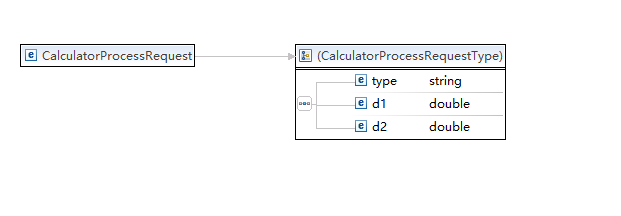 e CalculatorProcessRequest
(CalculatorProcessRequestType)
e type string
e d1 double
e d2 double